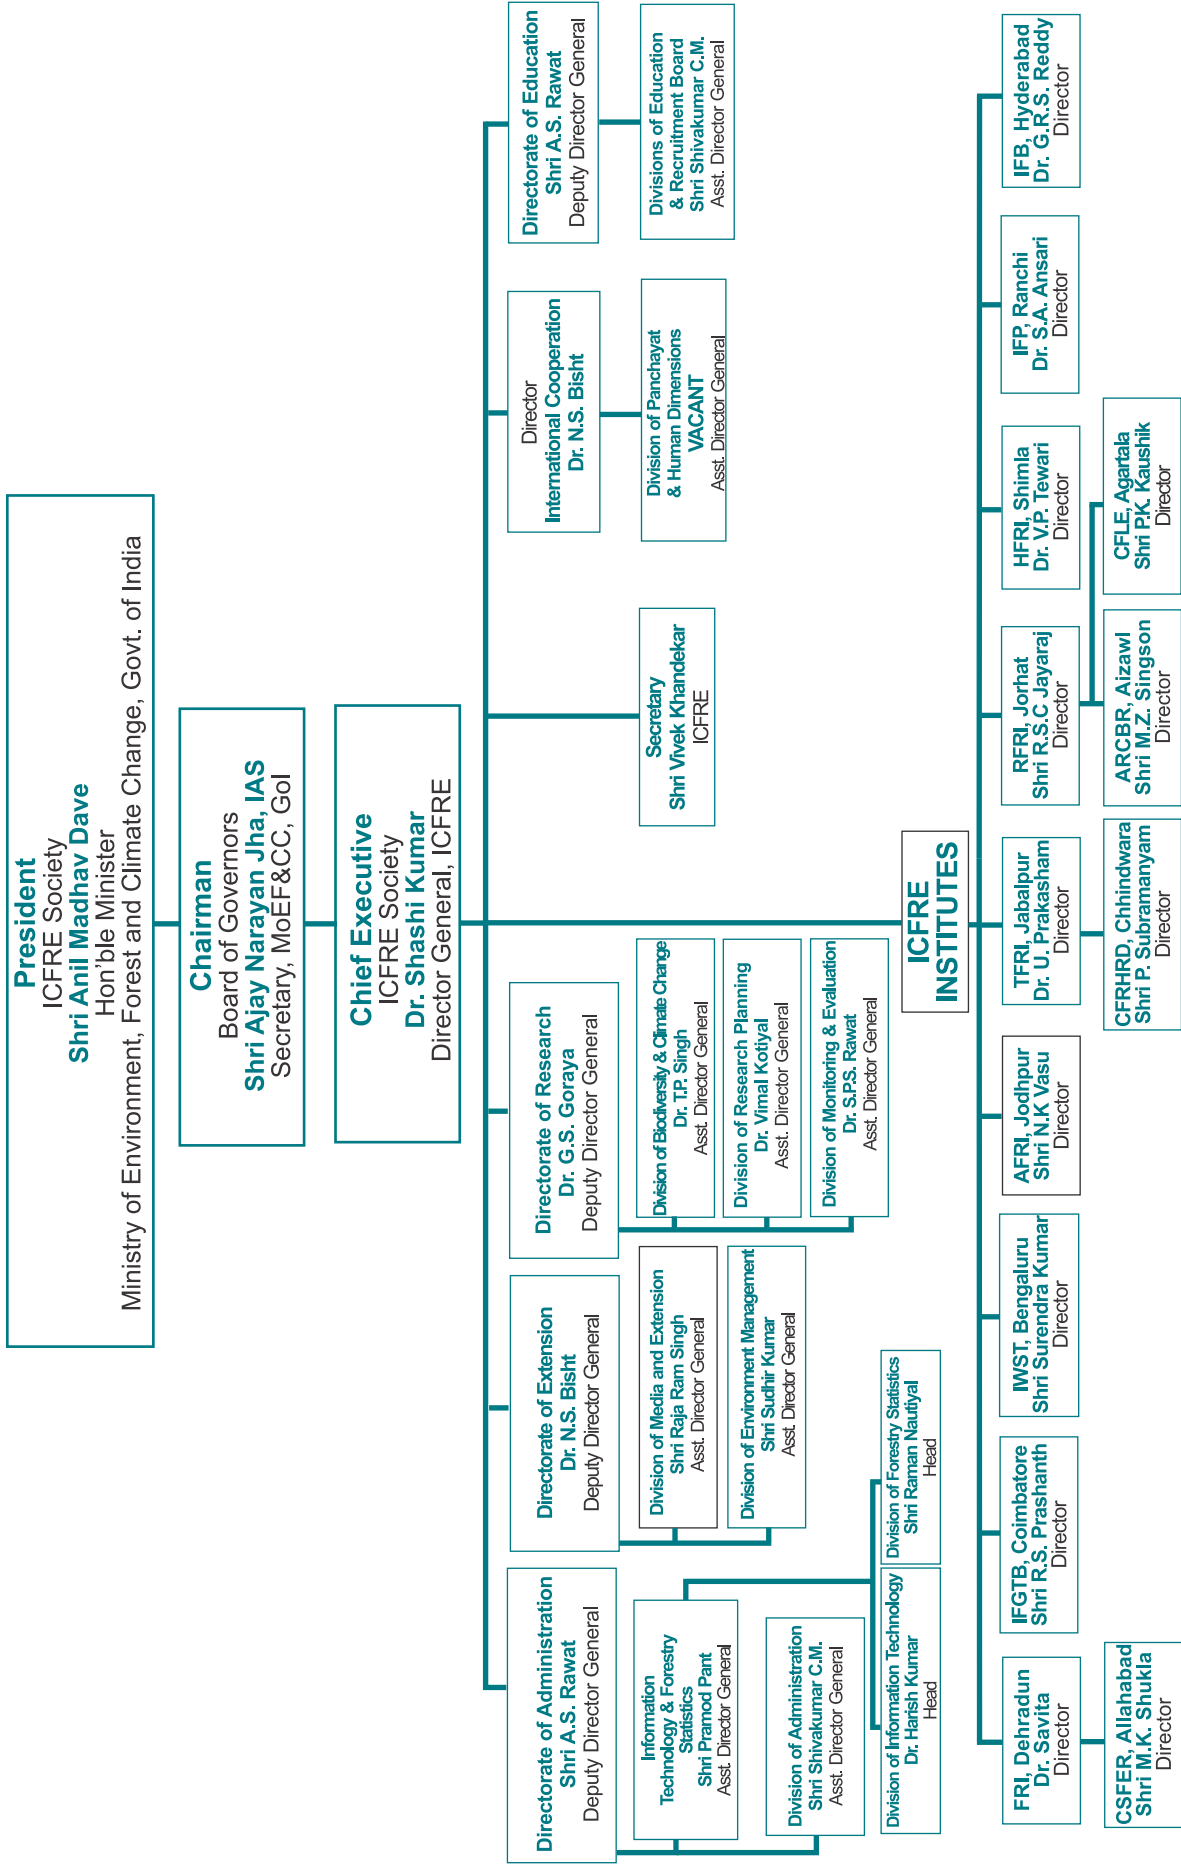 President
ICFRE Society
Shri Anil Madhav Dave
Hon'ble Minister
Ministry of Environment, Forest and Climate Change, Govt. of India
Chairman
Board of Governors
Shri Ajay Narayan Jha, IAS
Secretary, MoEF&CC, GoI
Chief Executive
ICFRE Society
Dr. Shashi Kumar
Director General, ICFRE
Directorate of Administration
Shri A.S. Rawat
Deputy Director General
Directorate of Extension
Dr. N.S. Bisht
Deputy Director General
Directorate of Research
Dr. G.S. Goraya
Deputy Director General
Director
International Cooperation
Dr. N.S. Bisht
Directorate of Education
Shri A.S. Rawat
Deputy Director General
Information
Technology & Forestry
Statistics
Shri Pramod Pant
Asst. Director General
Division of Administration
Shri Shivakumar C.M.
Asst. Director General
Division of Information Technology
Dr. Harish Kumar
Head
Division of Forestry Statistics
Shri Raman Nautiyal
Head
Division of Media and Extension
Shri Raja Ram Singh
Asst. Director General
Division of Environment Management
Shri Sudhir Kumar
Asst. Director General
Division of Biodiversity & Climate Change
Dr. T.P. Singh
Asst. Director General
Division of Research Planning
Dr. Vimal Kotiyal
Asst. Director General
Division of Monitoring & Evaluation
Dr. S.P.S. Rawat
Asst. Director General
Secretary
Shri Vivek Khandekar
ICFRE
Division of Panchayat
& Human Dimensions
VACANT
Asst. Director General
Divisions of Education
& Recruitment Board
Shri Shivakumar C.M.
Asst. Director General
ICFRE
INSTITUTES
FRI, Dehradun
Dr. Savita
Director
IFGTB, Coimbatore
Shri R.S. Prashanth
Director
IWST, Bengaluru
Shri Surendra Kumar
Director
AFRI, Jodhpur
Shri N.K Vasu
Director
TFRI, Jabalpur
Dr. U. Prakasham
Director
RFRI, Jorhat
Shri R.S.C Jayaraj
Director
HFRI, Shimla
Dr. V.P. Tewari
Director
IFP, Ranchi
Dr. S.A. Ansari
Director
IFB, Hyderabad
Dr. G.R.S. Reddy
Director
CSFER, Allahabad
Shri M.K. Shukla
Director
CFRHRD, Chhindwara
Shri P. Subramanyam
Director
ARCBR, Aizawl
Shri M.Z. Singson
Director
CFLE, Agartala
Shri P.K. Kaushik
Director